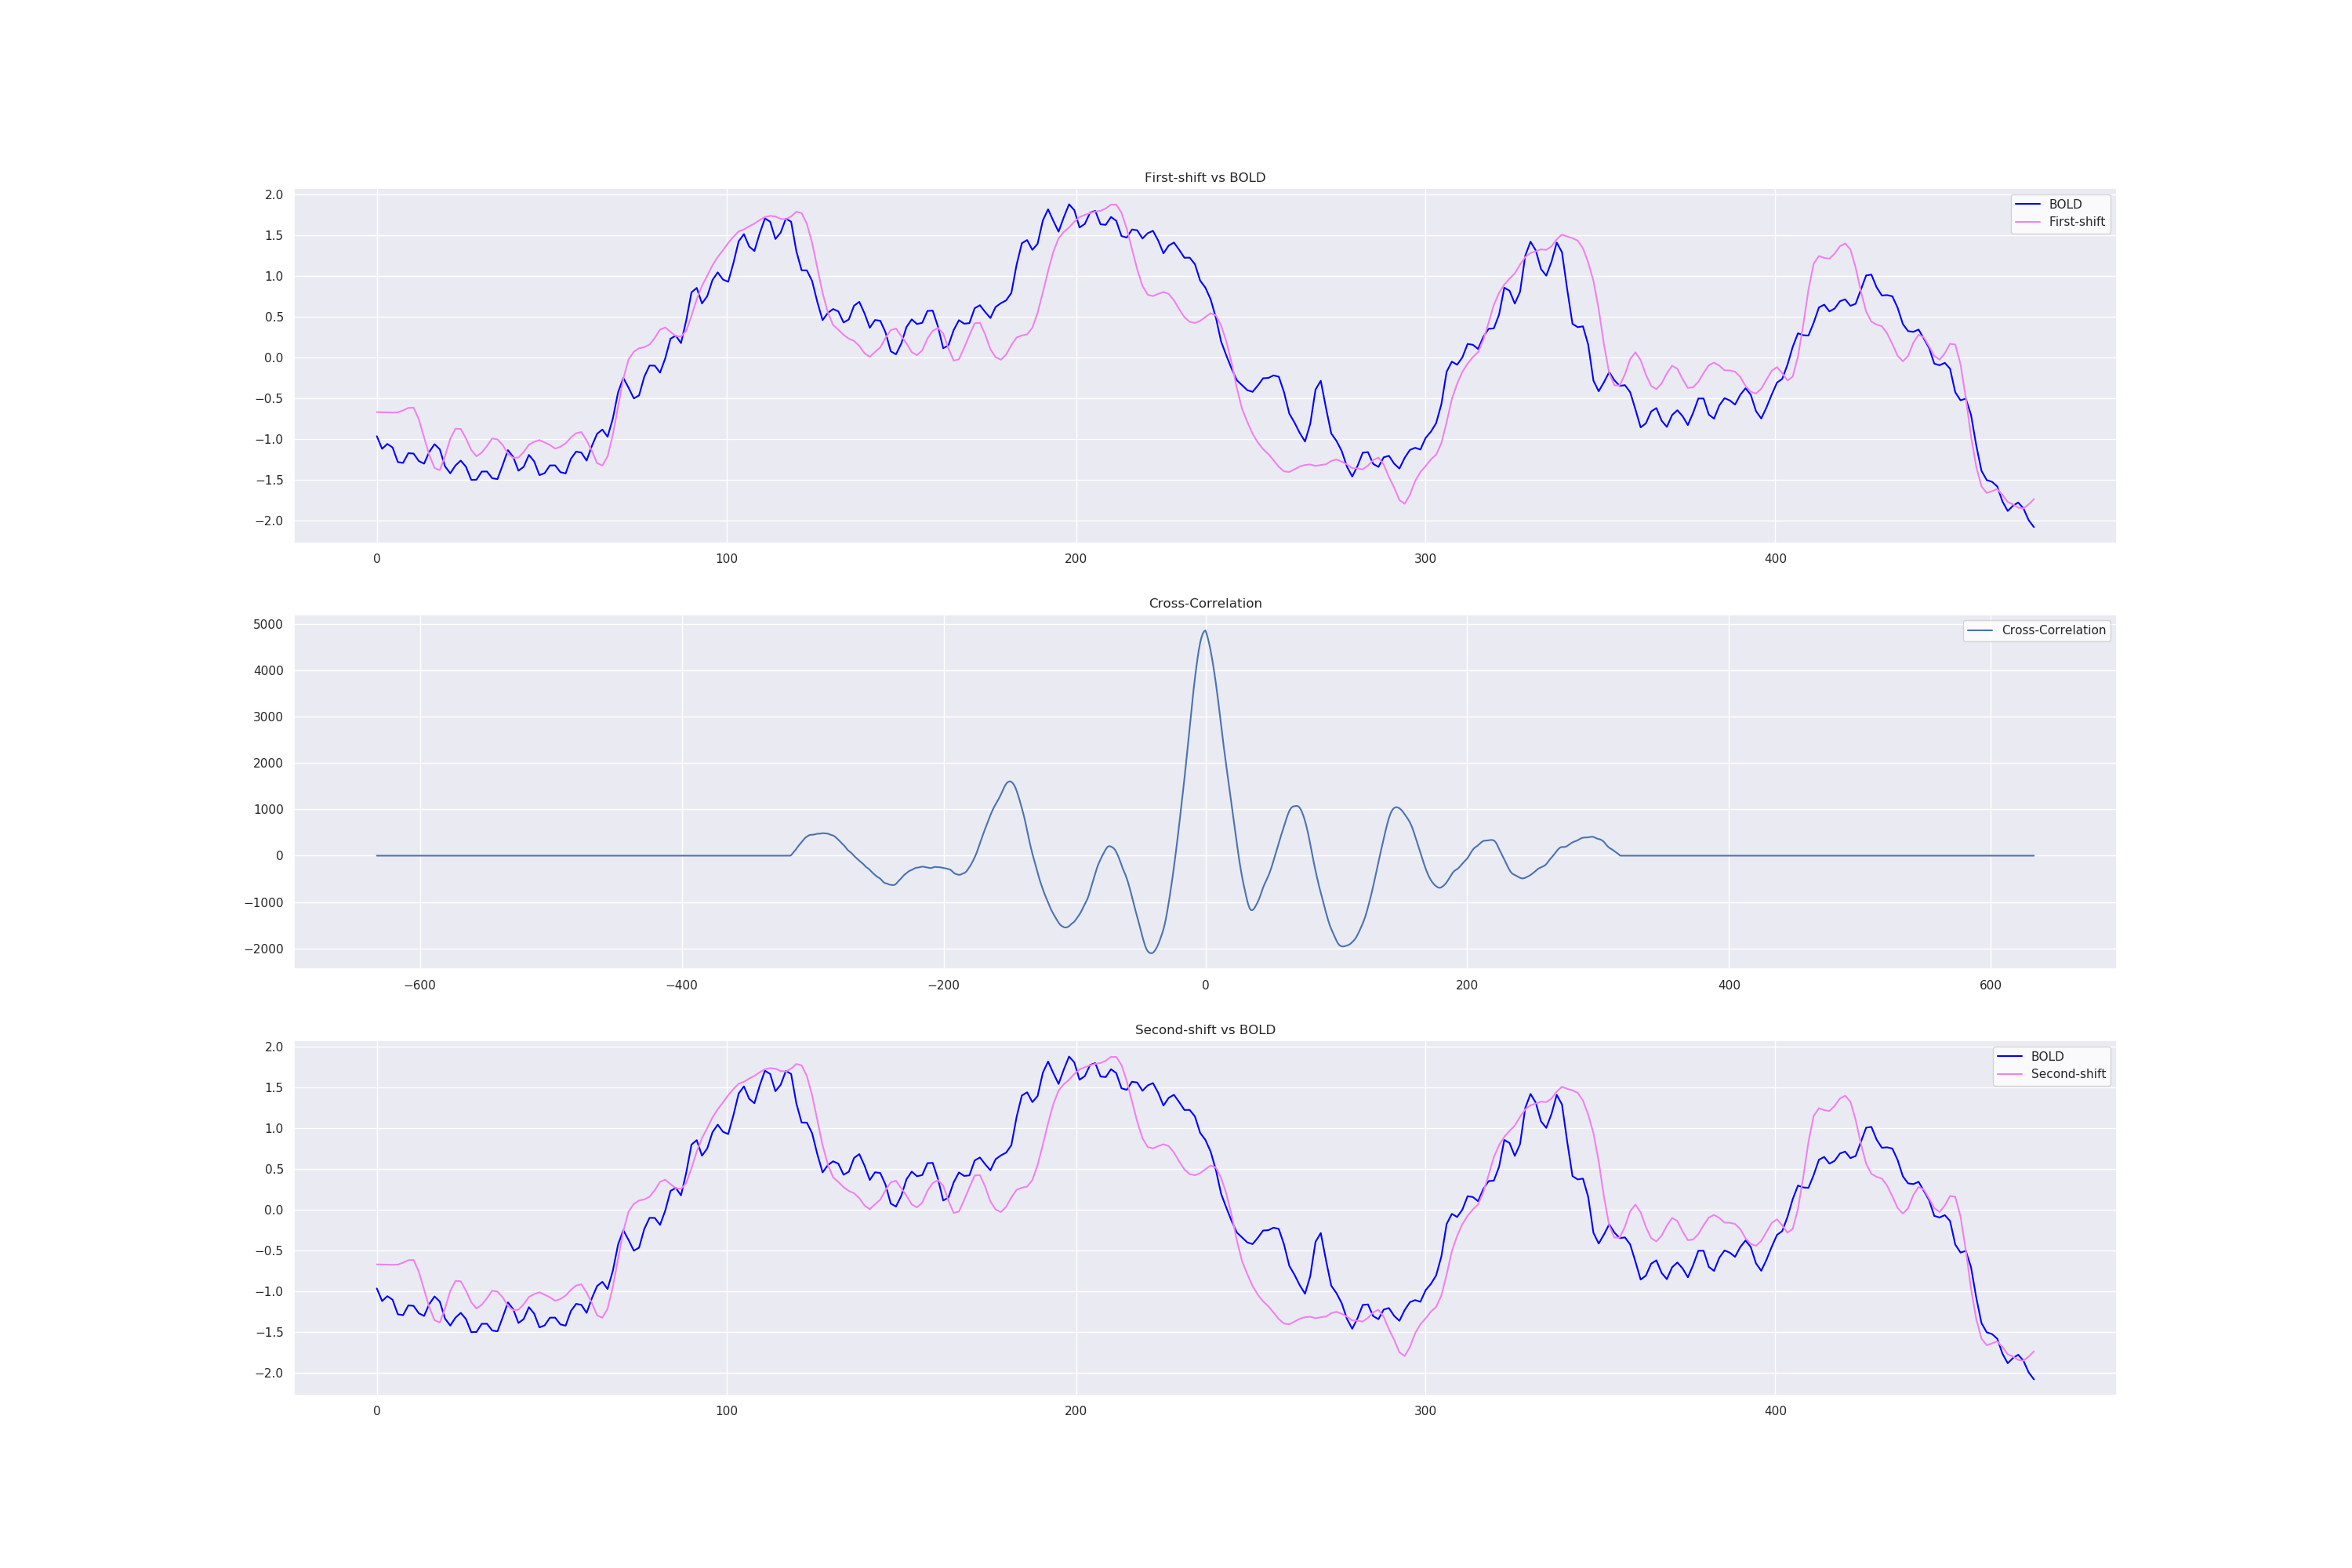 First-shift vs BOLD
2.0
1.5
1.0
0.5
0.0
−0.5
−1.0
−1.5
−2.0
BOLD
First-shift
0 100 200 300 400
Cross-Correlation
5000
4000
3000
2000
1000
0
−1000
−2000
Cross-Correlation
−600 −400 −200 0 200 400 600
Second-shift vs BOLD
2.0
1.5
1.0
0.5
0.0
−0.5
−1.0
−1.5
−2.0
BOLD
Second-shift
0 100 200 300 400